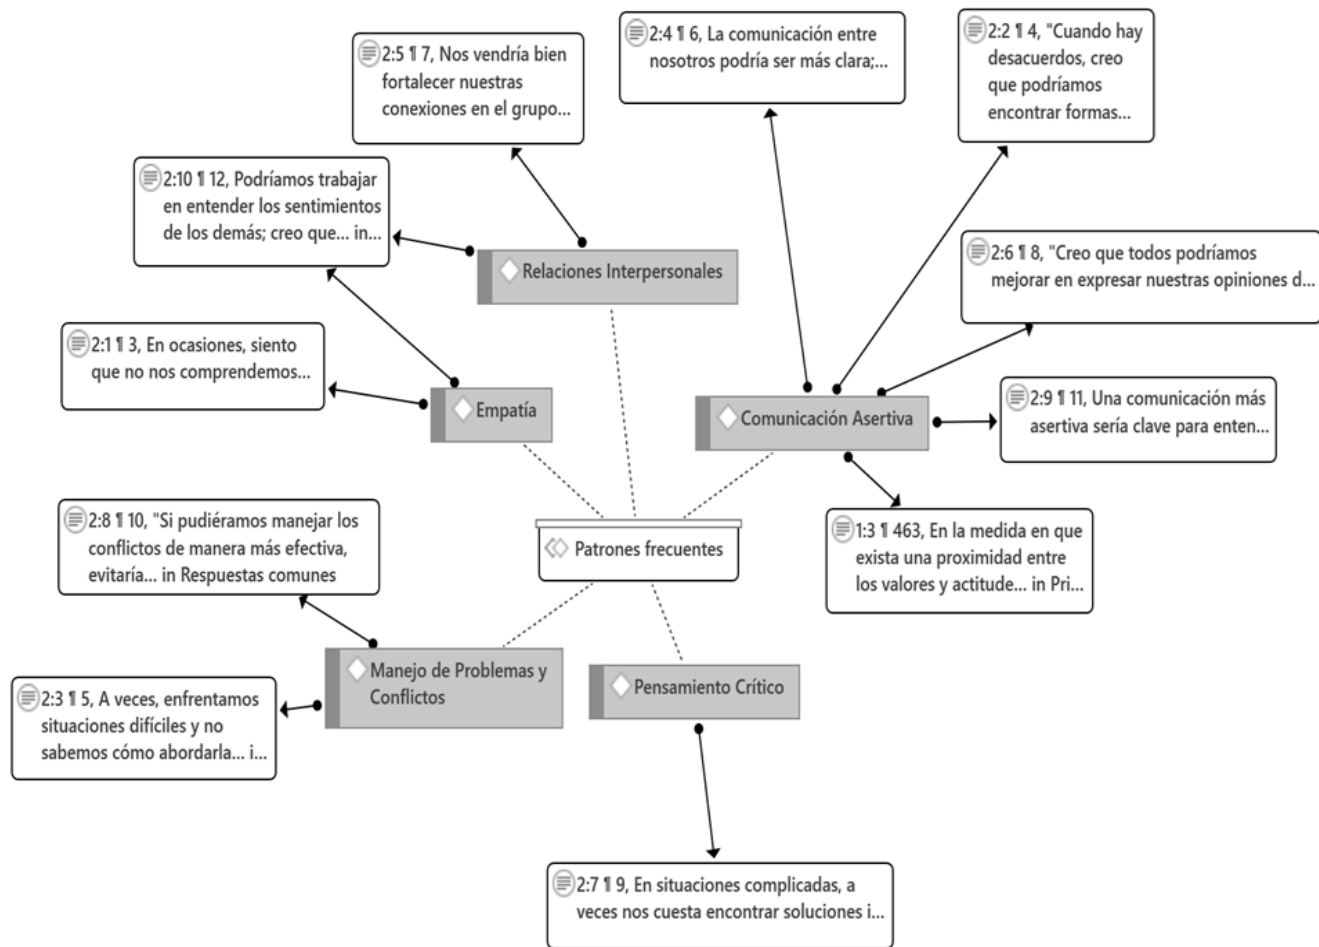 2:4 ¶ 6, La comunicación entre
nosotros podría ser más clara;...
2:2 ¶ 4, "Cuando hay
desacuerdos, creo
que podríamos
encontrar formas...
2:5 ¶ 7, Nos vendría bien
fortalecer nuestras
conexiones en el grupo...
2:10 ¶ 12, Podríamos trabajar
en entender los sentimientos
de los demás; creo que... in...
2:6 ¶ 8, "Creo que todos podríamos
mejorar en expresar nuestras opiniones d...
Relaciones Interpersonales
2:1 ¶ 3, En ocasiones, siento
que no nos comprendemos...
Empatía
Comunicación Asertiva
2:9 ¶ 11, Una comunicación más
asertiva sería clave para enten...
2:8 ¶ 10, "Si pudiéramos manejar los
conflictos de manera más efectiva,
evitaría... in Respuestas comunes
Patrones frecuentes
1:3 ¶ 463, En la medida en que
exista una proximidad entre
los valores y actitude... in Pri...
Manejo de Problemas y
Conflictos
Pensamiento Crítico
2:3 ¶ 5, A veces, enfrentamos
situaciones difíciles y no
sabemos cómo abordarla... i...
2:7 ¶ 9, En situaciones complicadas, a
veces nos cuesta encontrar soluciones i...